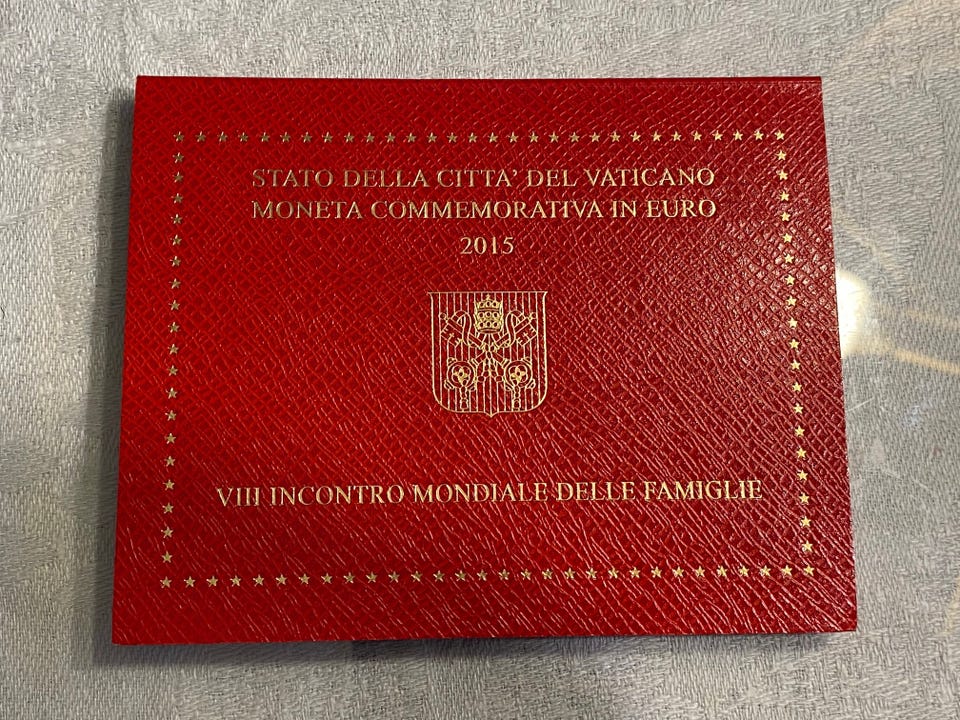 STATO DELLA CITTA' DEL VATICANO
MONETA COMMEMORATIVA IN EURO
2015
VIII INCONTRO MONDIALE DELLE FAMIGLIE